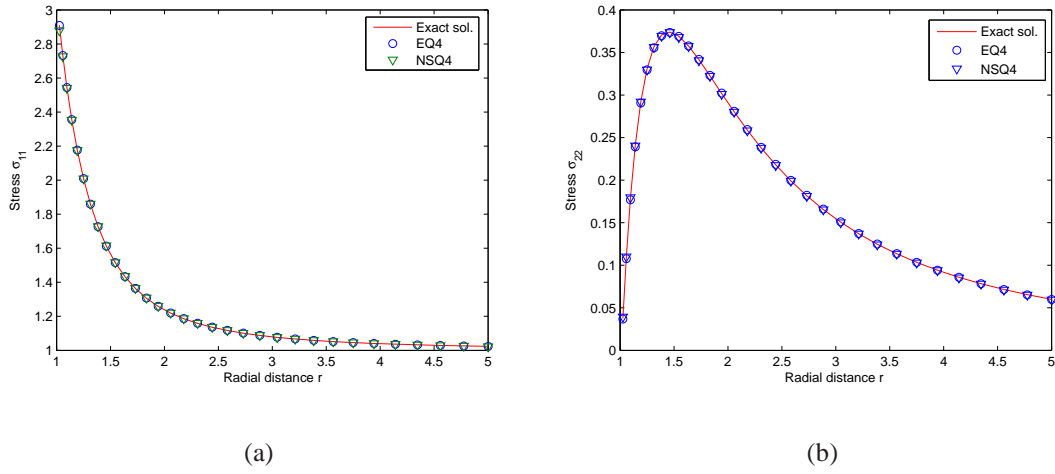 3
2.8
2.6
2.4
2.2
2
1.8
1.6
1.4
1.2
1
1 1.5 2 2.5 3 3.5 4 4.5 5
Radial distance r
Stress σ11
Exact sol.
EQ4
NSQ4
(a)
0.4
0.35
0.3
0.25
0.2
0.15
0.1
0.05
0
1 1.5 2 2.5 3 3.5 4 4.5 5
Radial distance r
Stress σ22
Exact sol.
EQ4
NSQ4
(b)